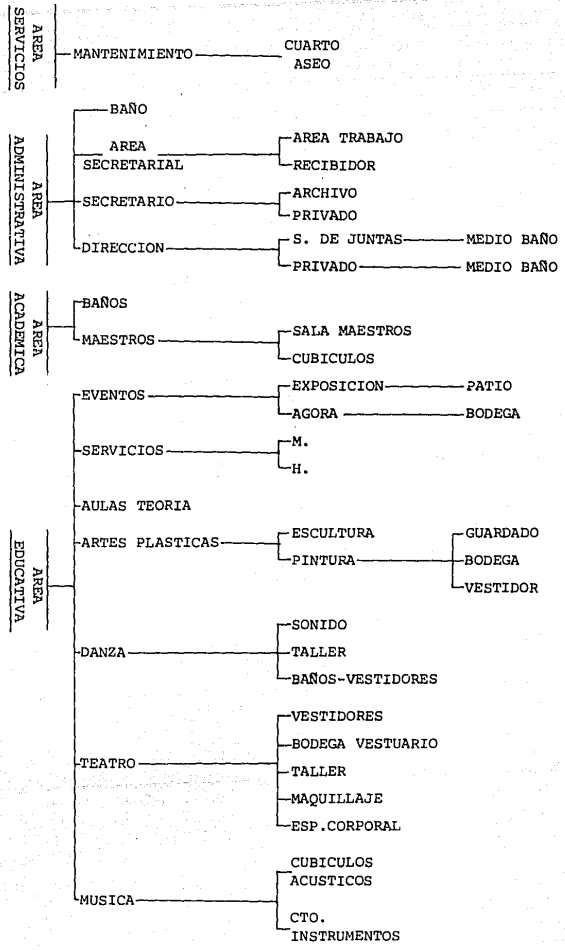 AREA
SERVICIOS
MANTENIMIENTO
CUARTO
ASEO
AREA
ADMINISTRATIVA
BAÑO
AREA
SECRETARIAL
AREA TRABAJO
RECIBIDOR
SECRETARIO
ARCHIVO
PRIVADO
DIRECCION
S. DE JUNTAS
MEDIO BAÑO
PRIVADO
MEDIO BAÑO
AREA
ACADEMICA
BAÑOS
MAESTROS
SALA MAESTROS
CUBICULOS
AREA
EDUCATIVA
EVENTOS
EXPOSICION
PATIO
AGORA
BODEGA
SERVICIOS
M.
H.
AULAS TEORIA
ARTES PLASTICAS
ESCULTURA
PINTURA
GUARDADO
BODEGA
VESTIDOR
DANZA
SONIDO
TALLER
BAÑOS-VESTIDORES
TEATRO
VESTIDORES
BODEGA VESTUARIO
TALLER
MAQUILLAJE
ESP.CORPORAL
MUSICA
CUBICULOS
ACUSTICOS
CTO.
INSTRUMENTOS